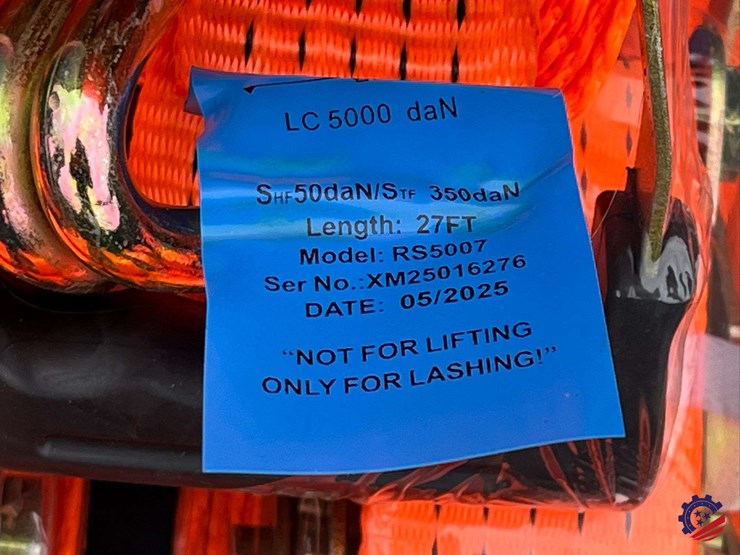 LC 5000 daN
SHF50daN/STF 350daN
Length: 27FT
Model: RS5007
Ser No.:XM25016276
DATE: 05/2025
“NOT FOR LIFTING
ONLY FOR LASHING!”